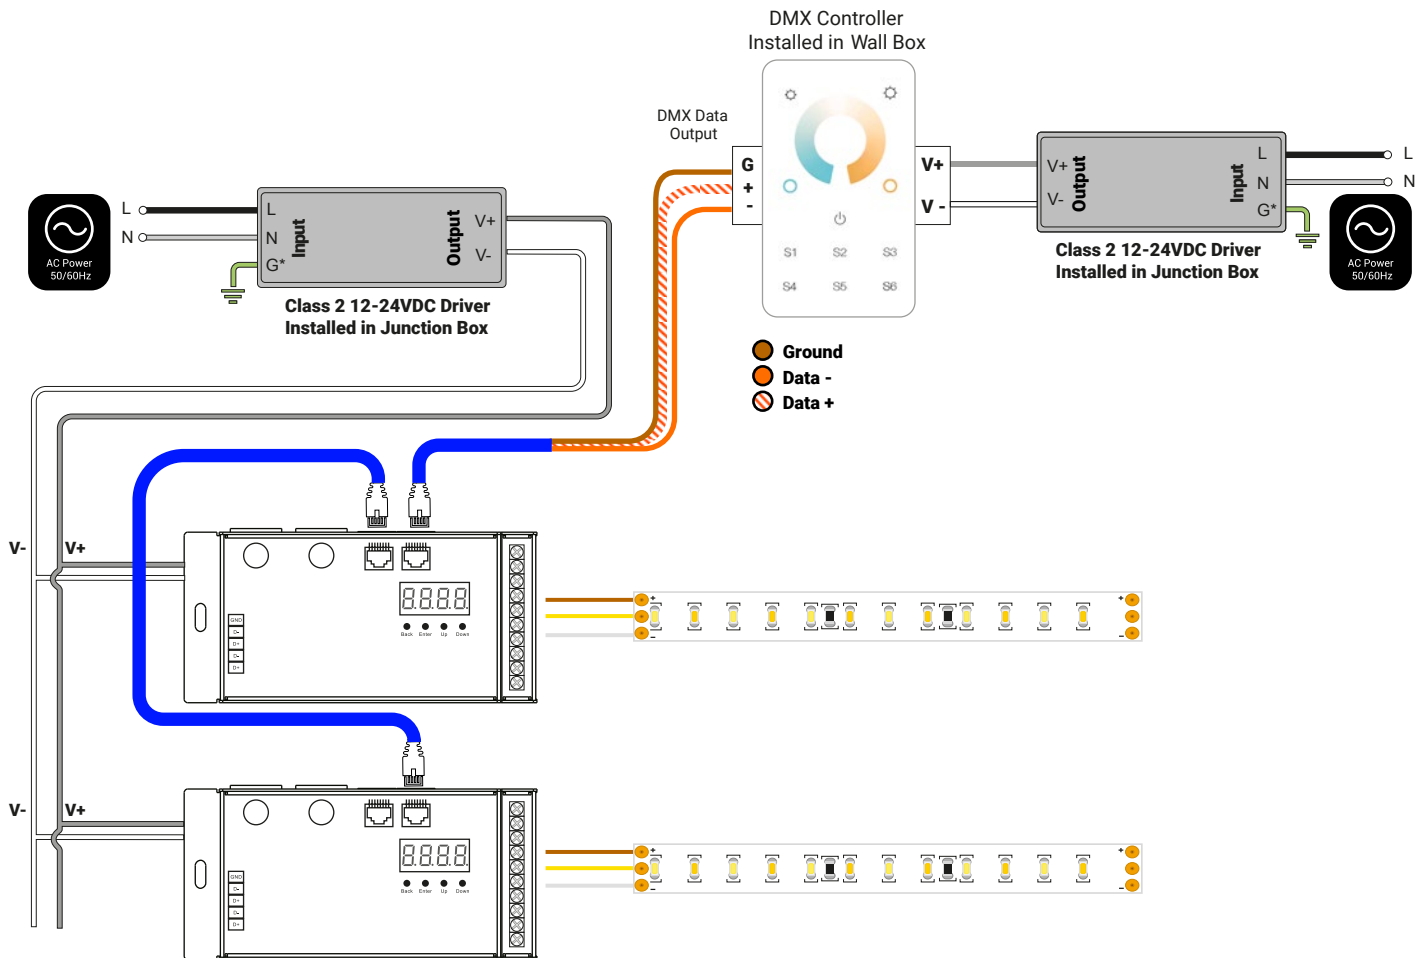 DMX Controller
Installed in Wall Box
DMX Data
Output
G
+
-
V+
V -
S1 S2 S3
S4 S5 S6
V+
V-
Output
Input
L
N
G*
L
N
AC Power
50/60Hz
Class 2 12-24VDC Driver
Installed in Junction Box
AC Power
50/60Hz
L
N
L
N
G*
Input
Output
V+
V-
Class 2 12-24VDC Driver
Installed in Junction Box
Ground
Data -
Data +
V- V+
GND
D-
D+
D-
D+
8.8.8.8.
Back Enter Up Down
+ +
- -
V- V+
GND
D-
D+
D-
D+
8.8.8.8.
Back Enter Up Down
+ +
- -